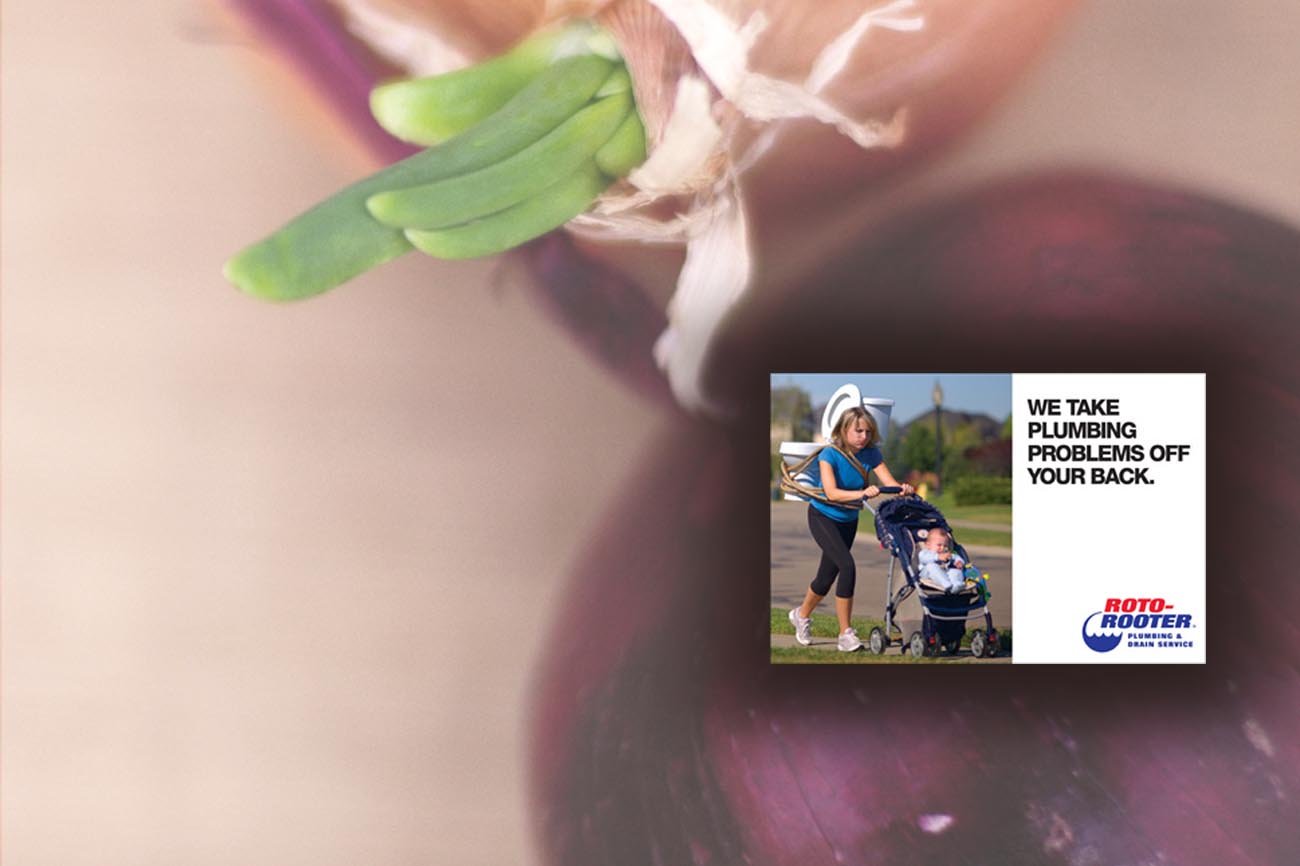 WE TAKE
PLUMBING
PROBLEMS OFF
YOUR BACK.
ROTO-
ROOTER®
PLUMBING &
DRAIN SERVICE